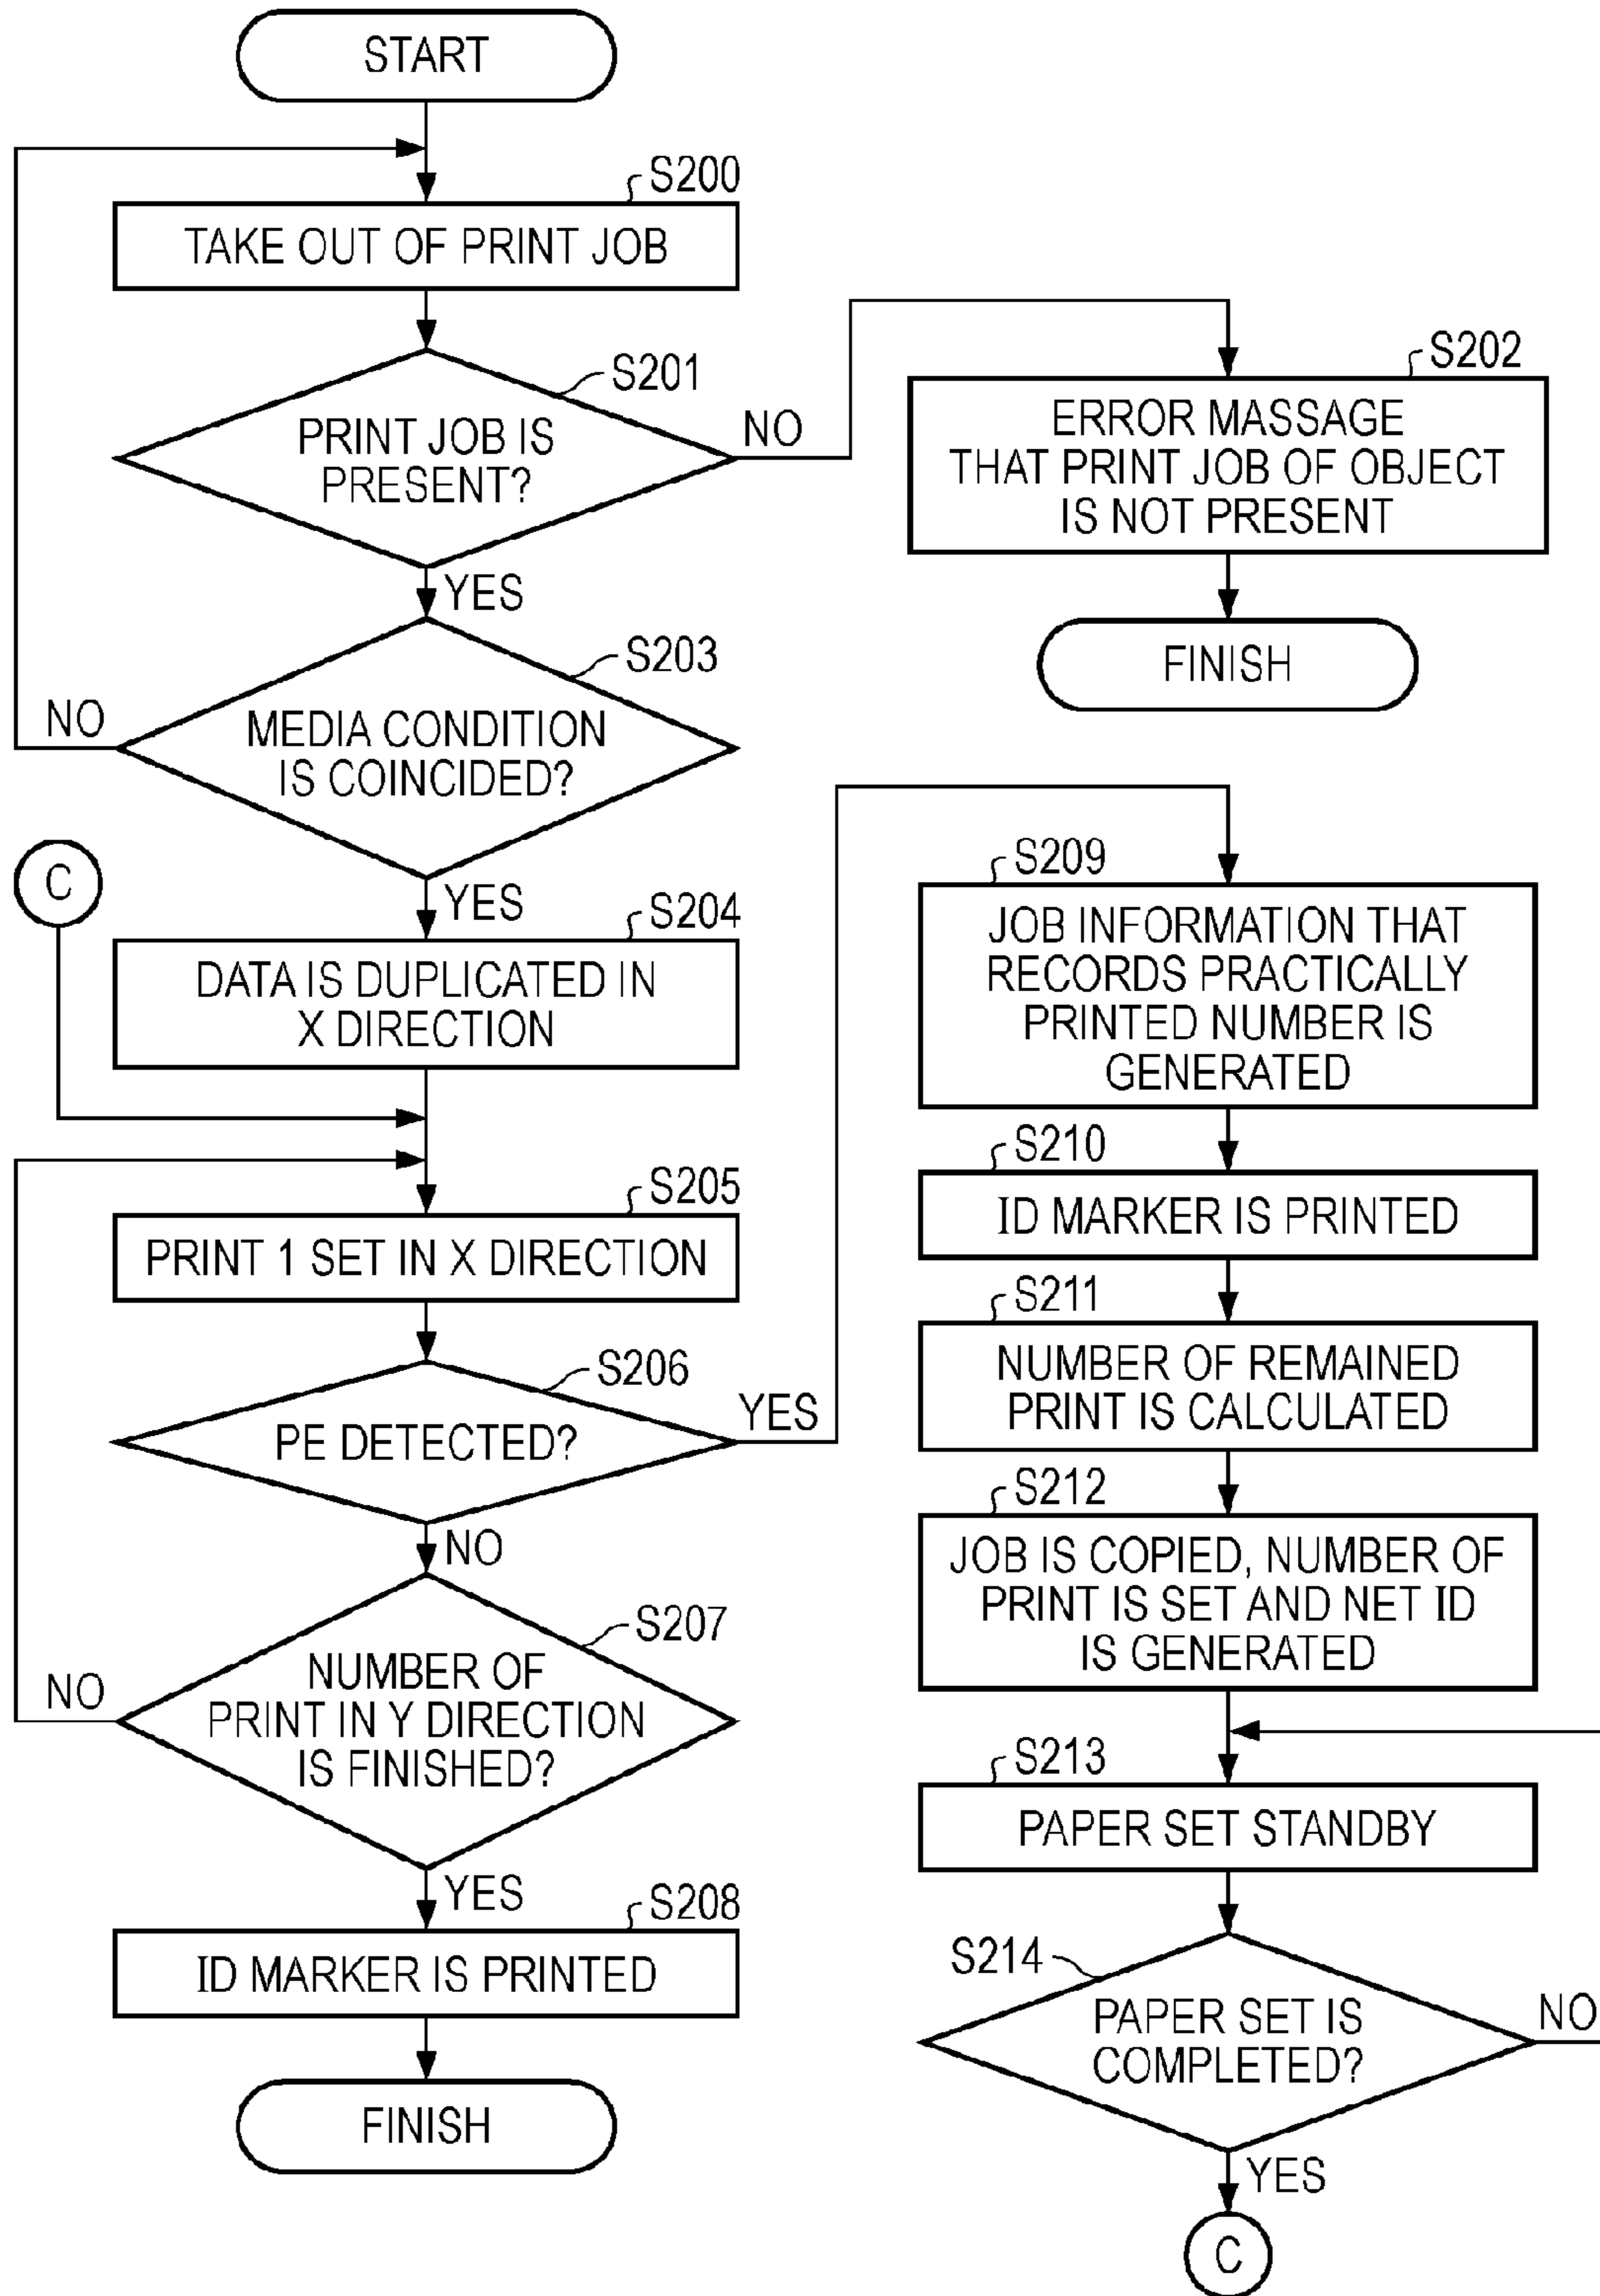 START
S200
TAKE OUT OF PRINT JOB
S201
PRINT JOB IS
PRESENT?
NO
YES
S202
ERROR MASSAGE
THAT PRINT JOB OF OBJECT
IS NOT PRESENT
FINISH
S203
MEDIA CONDITION
IS COINCIDED?
NO
YES
C
S204
DATA IS DUPLICATED IN
X DIRECTION
S205
PRINT 1 SET IN X DIRECTION
S206
PE DETECTED?
YES
NO
S207
NUMBER OF
PRINT IN Y DIRECTION
IS FINISHED?
NO
YES
S208
ID MARKER IS PRINTED
FINISH
S209
JOB INFORMATION THAT
RECORDS PRACTICALLY
PRINTED NUMBER IS
GENERATED
S210
ID MARKER IS PRINTED
S211
NUMBER OF REMAINED
PRINT IS CALCULATED
S212
JOB IS COPIED, NUMBER OF
PRINT IS SET AND NET ID
IS GENERATED
S213
PAPER SET STANDBY
S214
PAPER SET IS
COMPLETED?
NO
YES
C